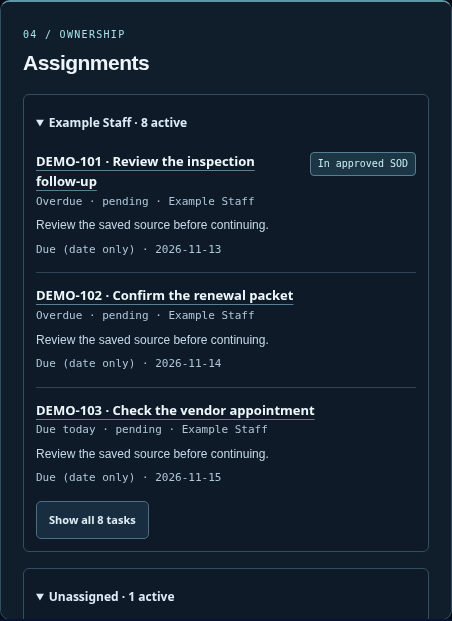 04 / OWNERSHIP
Assignments
▼ Example Staff · 8 active
DEMO-101 · Review the inspection
follow-up
In approved SOD
Overdue · pending · Example Staff
Review the saved source before continuing.
Due (date only) · 2026-11-13
DEMO-102 · Confirm the renewal packet
Overdue · pending · Example Staff
Review the saved source before continuing.
Due (date only) · 2026-11-14
DEMO-103 · Check the vendor appointment
Due today · pending · Example Staff
Review the saved source before continuing.
Due (date only) · 2026-11-15
Show all 8 tasks
▼ Unassigned · 1 active